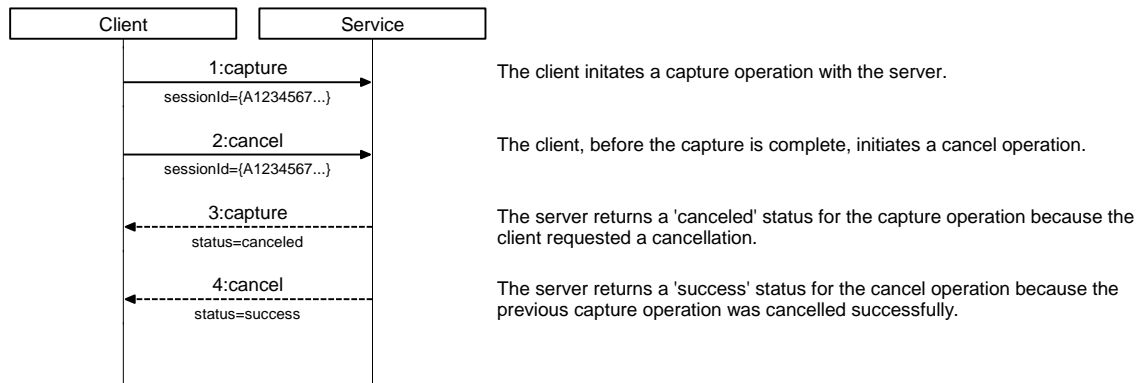 Client Service
1:capture
The client initates a capture operation with the server.
sessionId={A1234567...}
2:cancel
The client, before the capture is complete, initiates a cancel operation.
sessionId={A1234567...}
3:capture
The server returns a 'canceled' status for the capture operation because the
client requested a cancellation.
status=canceled
4:cancel
The server returns a 'success' status for the cancel operation because the
previous capture operation was cancelled successfully.
status=success